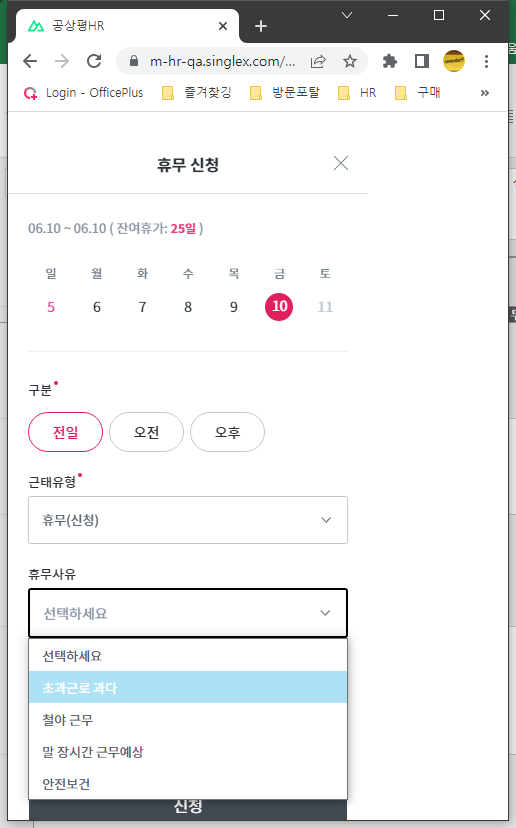 공상평HR
m-hr-qa.singlex.com/...
Login - OfficePlus 즐겨찾깅 방문포탈 HR 구매 »
휴무 신청
06.10 ~ 06.10 ( 잔여휴가: 25일 )
일 월 화 수 목 금 토
5 6 7 8 9 10 11
구분
전일 오전 오후
근태유형
휴무(신청)
휴무사유
선택하세요
선택하세요
초과근로 과다
철야 근무
말 장시간 근무예상
안전보건
신청